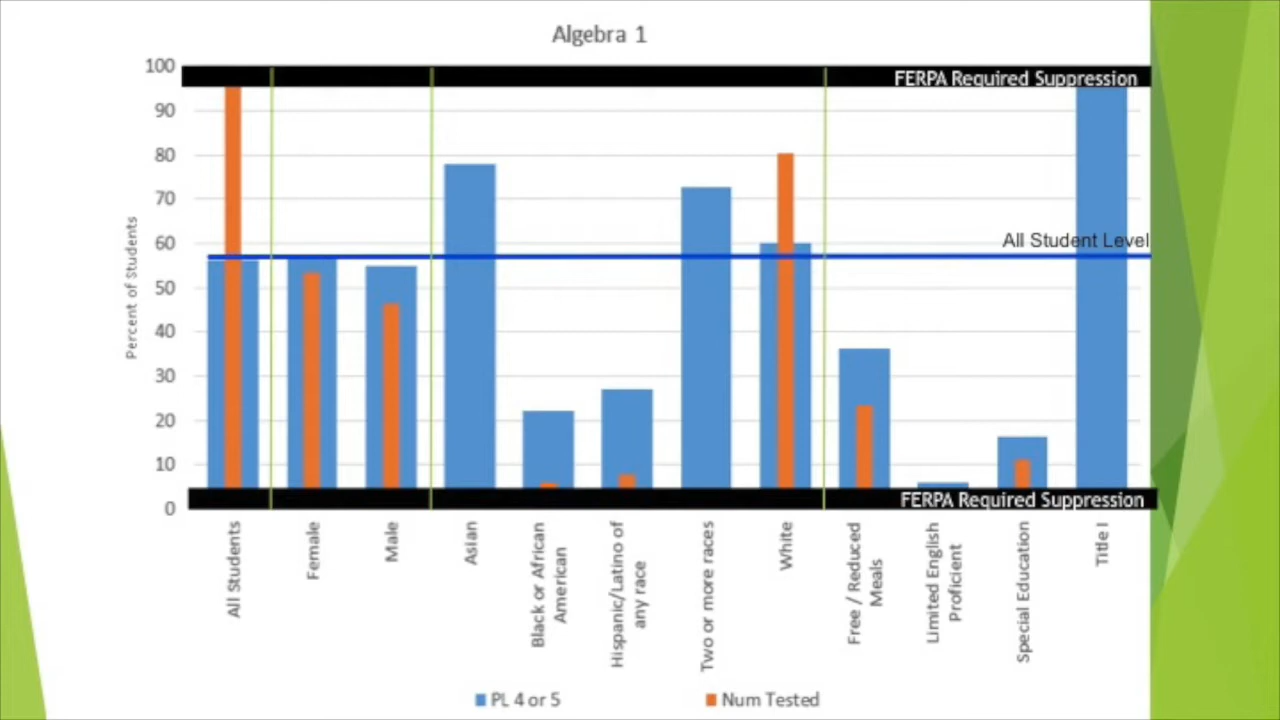 Algebra 1
100
FERPA Required Suppression
90
80
70
60
All Student Level
50
40
30
20
10
0
FERPA Required Suppression
Percent of Students
All Students
Female
Male
Asian
Black or African
American
Hispanic/Latino of
any race
Two or more races
White
Free / Reduced
Meals
Limited English
Proficient
Special Education
Title I
PL 4 or 5
Num Tested